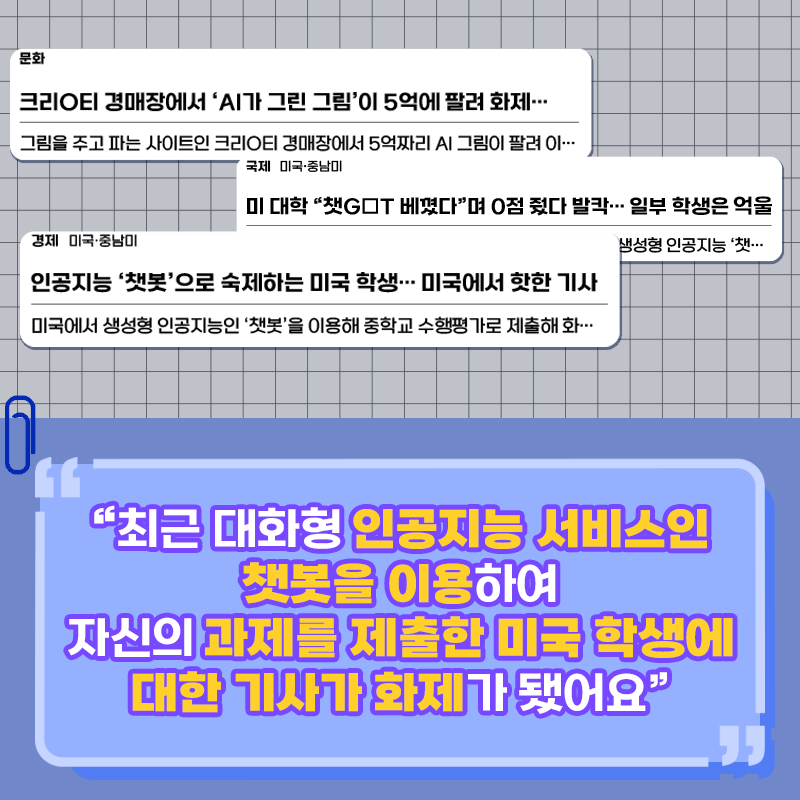 문화
크리OEI 경매장에서 ‘AI가 그린 그림’이 5억에 팔려 화제…
그림을 주고 파는 사이트인 크리OEI 경매장에서 5억짜리 AI 그림이 팔려 이…
국제 미국·중남미
미 대학 “챗G□T 베꼈다”며 0점 줬다 발칵… 일부 학생은 억울
생성형 인공지능 ‘챗…
경제 미국·중남미
인공지능 ‘챗봇’으로 숙제하는 미국 학생… 미국에서 핫한 기사
미국에서 생성형 인공지능인 ‘챗봇’을 이용해 중학교 수행평가로 제출해 화…
“최근 대화형 인공지능 서비스인
챗봇을 이용하여
자신의 과제를 제출한 미국 학생에
대한 기사가 화제가 됐어요”